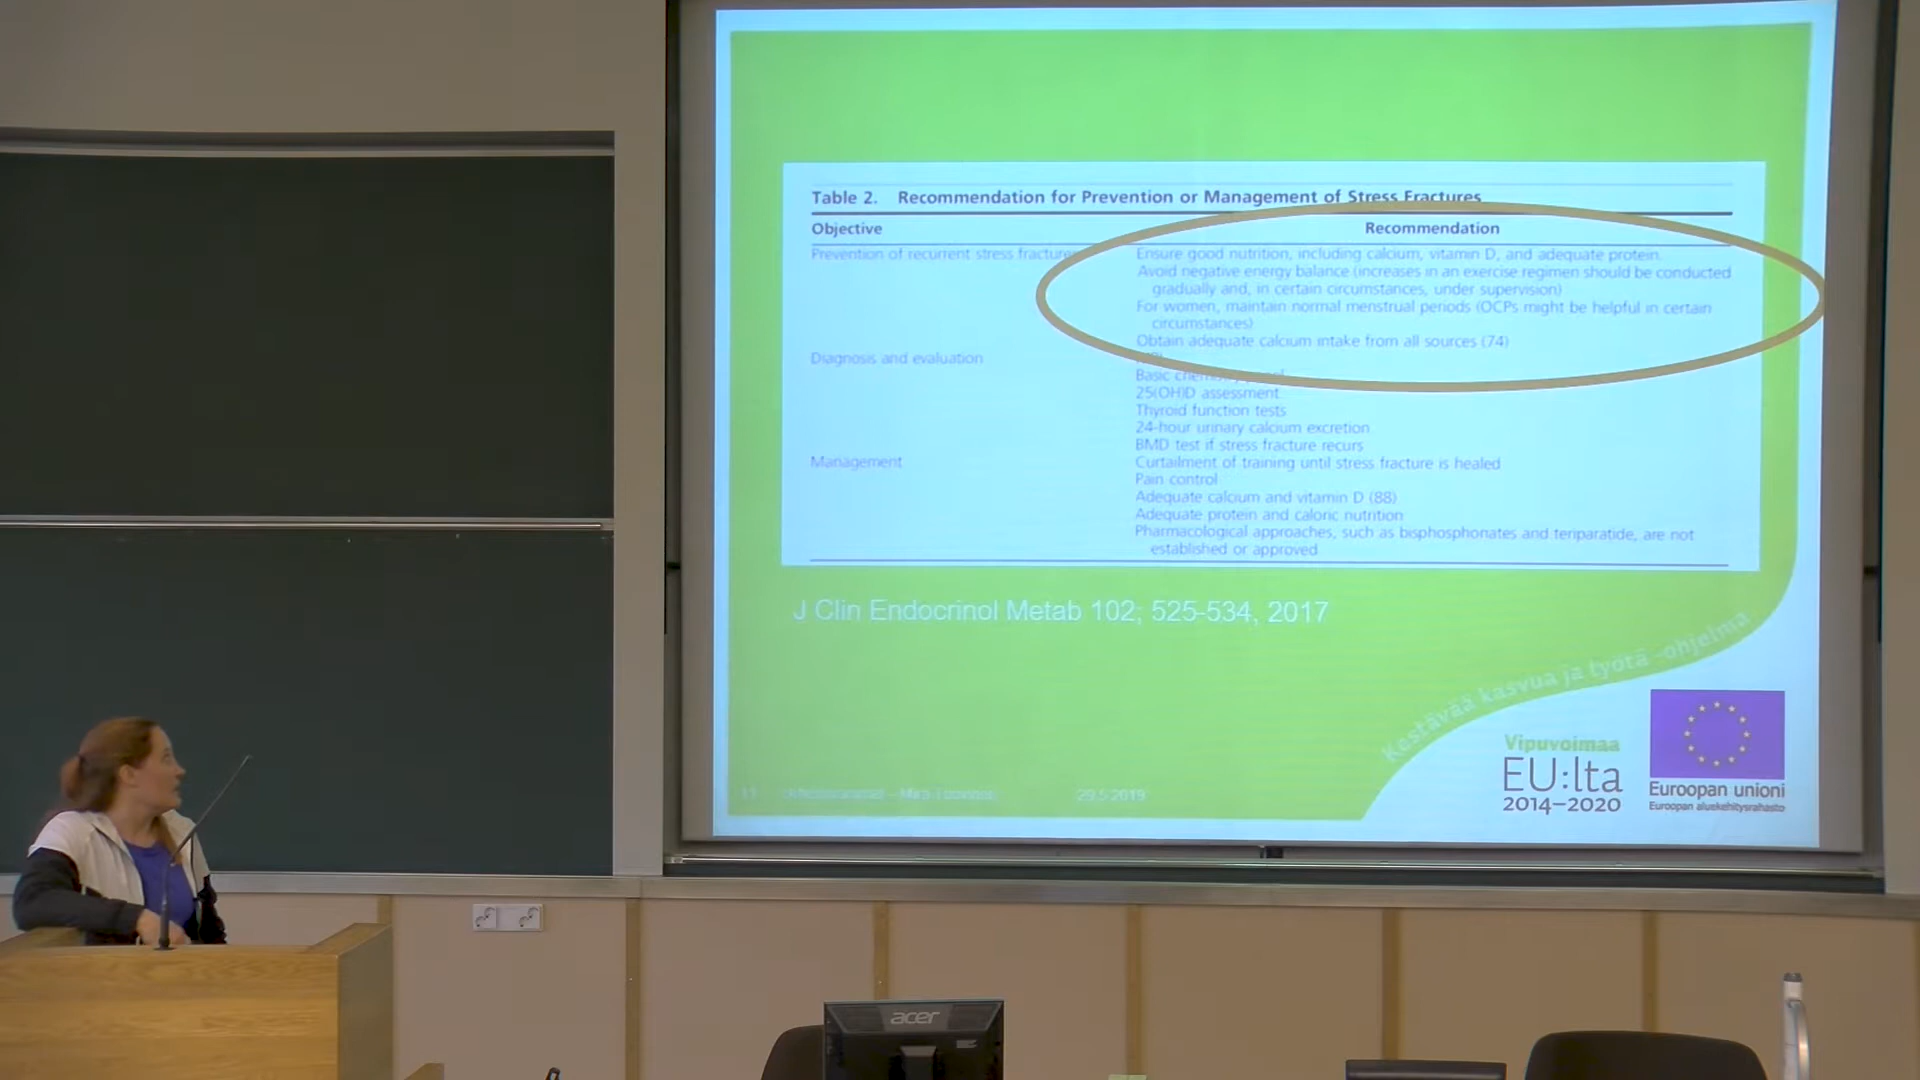 Table 2. Recommendation for Prevention or Management of Stress Fractures
Objective Recommendation
Prevention of recurrent stress fractures Ensure good nutrition, including calcium, vitamin D, and adequate protein.
Avoid negative energy balance (increases in an exercise regimen should be conducted
gradually and, in certain circumstances, under supervision)
For women, maintain normal menstrual periods (OCPs might be helpful in certain
circumstances)
Obtain adequate calcium intake from all sources (74)
Diagnosis and evaluation
Basic chemistry panel
25(OH)D assessment
Thyroid function tests
24-hour urinary calcium excretion
BMD test if stress fracture recurs
Management Curtailment of training until stress fracture is healed
Pain control
Adequate calcium and vitamin D (88)
Adequate protein and caloric nutrition
Pharmacological approaches, such as bisphosphonates and teriparatide, are not
established or approved
J Clin Endocrinol Metab 102; 525-534, 2017
Kestävää kasvua ja työtä -ohjelma
Vipuvoimaa
EU:lta
2014–2020
Euroopan unioni
Euroopan aluekehitysrahasto
11 29.5.2019
acer